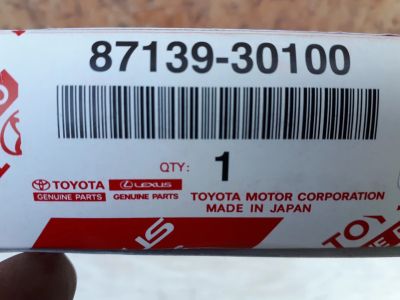 87139-30100
QTY: 1
TOYOTA LEXUS TOYOTA MOTOR CORPORATION
GENUINE PARTS GENUINE PARTS MADE IN JAPAN